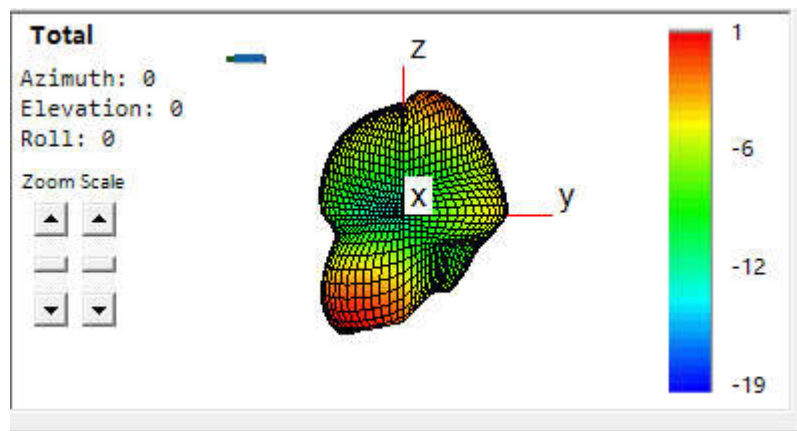 Total
Azimuth: 0
Elevation: 0
Roll: 0
Zoom Scale
z
x
y
1
-6
-12
-19